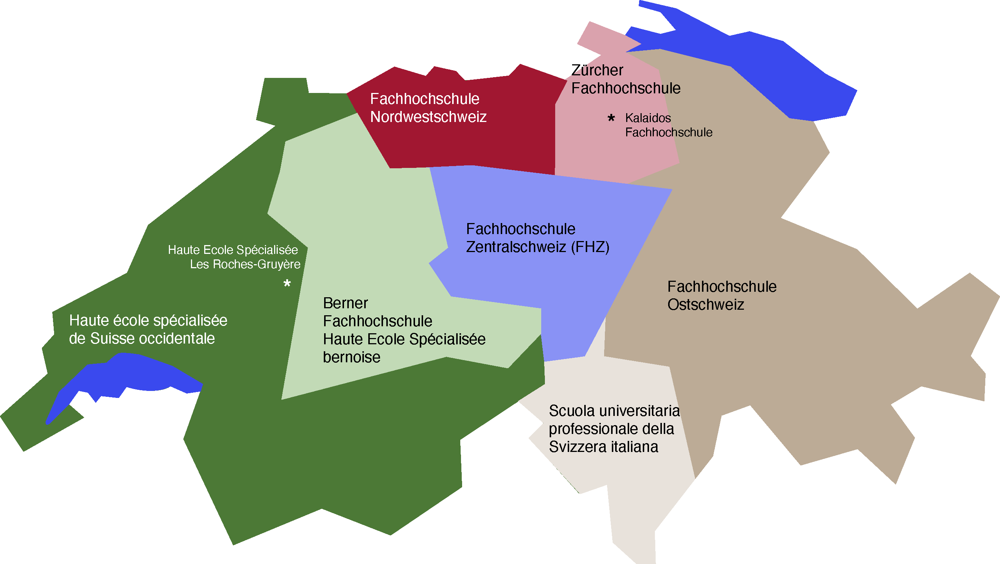 Zürcher
Fachhochschule
Fachhochschule
Nordwestschweiz
* Kalaidos
Fachhochschule
Fachhochschule
Zentralschweiz (FHZ)
Haute Ecole Spécialisée
Les Roches-Gruyère
*
Fachhochschule
Ostschweiz
Berner
Fachhochschule
Haute Ecole Spécialisée
bernoise
Haute école spécialisée
de Suisse occidentale
Scuola universitaria
professionale della
Svizzera italiana